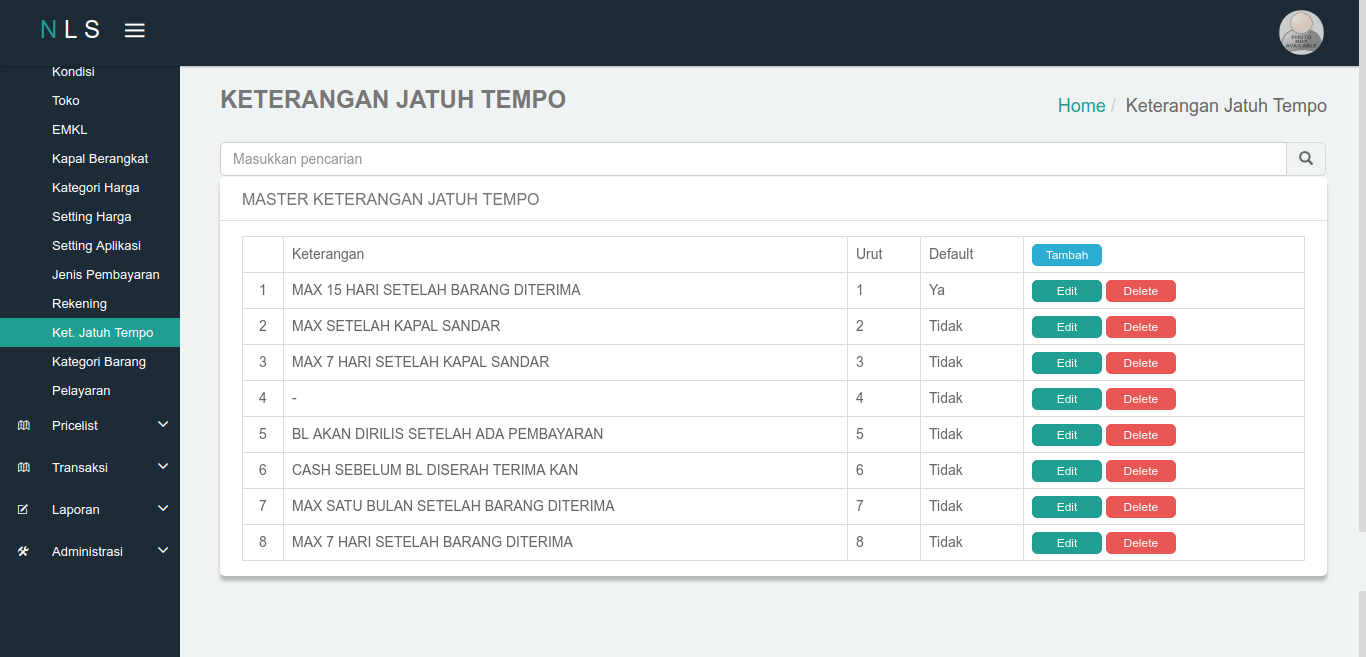 NLS
PHOTO NOT AVAILABLE
Kondisi
Toko
EMKL
Kapal Berangkat
Kategori Harga
Setting Harga
Setting Aplikasi
Jenis Pembayaran
Rekening
Ket. Jatuh Tempo
Kategori Barang
Pelayaran
Pricelist
Transaksi
Laporan
Administrasi
KETERANGAN JATUH TEMPO
Home / Keterangan Jatuh Tempo
Masukkan pencarian
MASTER KETERANGAN JATUH TEMPO
Keterangan Urut Default Tambah
1 MAX 15 HARI SETELAH BARANG DITERIMA 1 Ya Edit Delete
2 MAX SETELAH KAPAL SANDAR 2 Tidak Edit Delete
3 MAX 7 HARI SETELAH KAPAL SANDAR 3 Tidak Edit Delete
4 - 4 Tidak Edit Delete
5 BL AKAN DIRILIS SETELAH ADA PEMBAYARAN 5 Tidak Edit Delete
6 CASH SEBELUM BL DISERAH TERIMA KAN 6 Tidak Edit Delete
7 MAX SATU BULAN SETELAH BARANG DITERIMA 7 Tidak Edit Delete
8 MAX 7 HARI SETELAH BARANG DITERIMA 8 Tidak Edit Delete